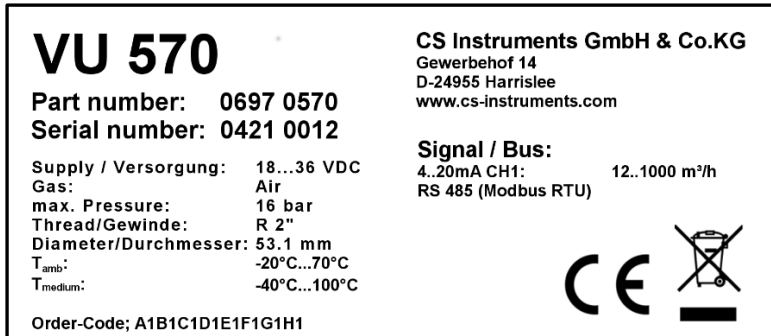 VU 570
Part number: 0697 0570
Serial number: 0421 0012
Supply / Versorgung: 18...36 VDC
Gas: Air
max. Pressure: 16 bar
Thread/Gewinde: R 2"
Diameter/Durchmesser: 53.1 mm
Tamb: -20°C...70°C
Tmedium: -40°C...100°C
Order-Code; A1B1C1D1E1F1G1H1
CS Instruments GmbH & Co.KG
Gewerbehof 14
D-24955 Harrislee
www.cs-instruments.com
Signal / Bus:
4..20mA CH1: 12..1000 m³/h
RS 485 (Modbus RTU)
CE